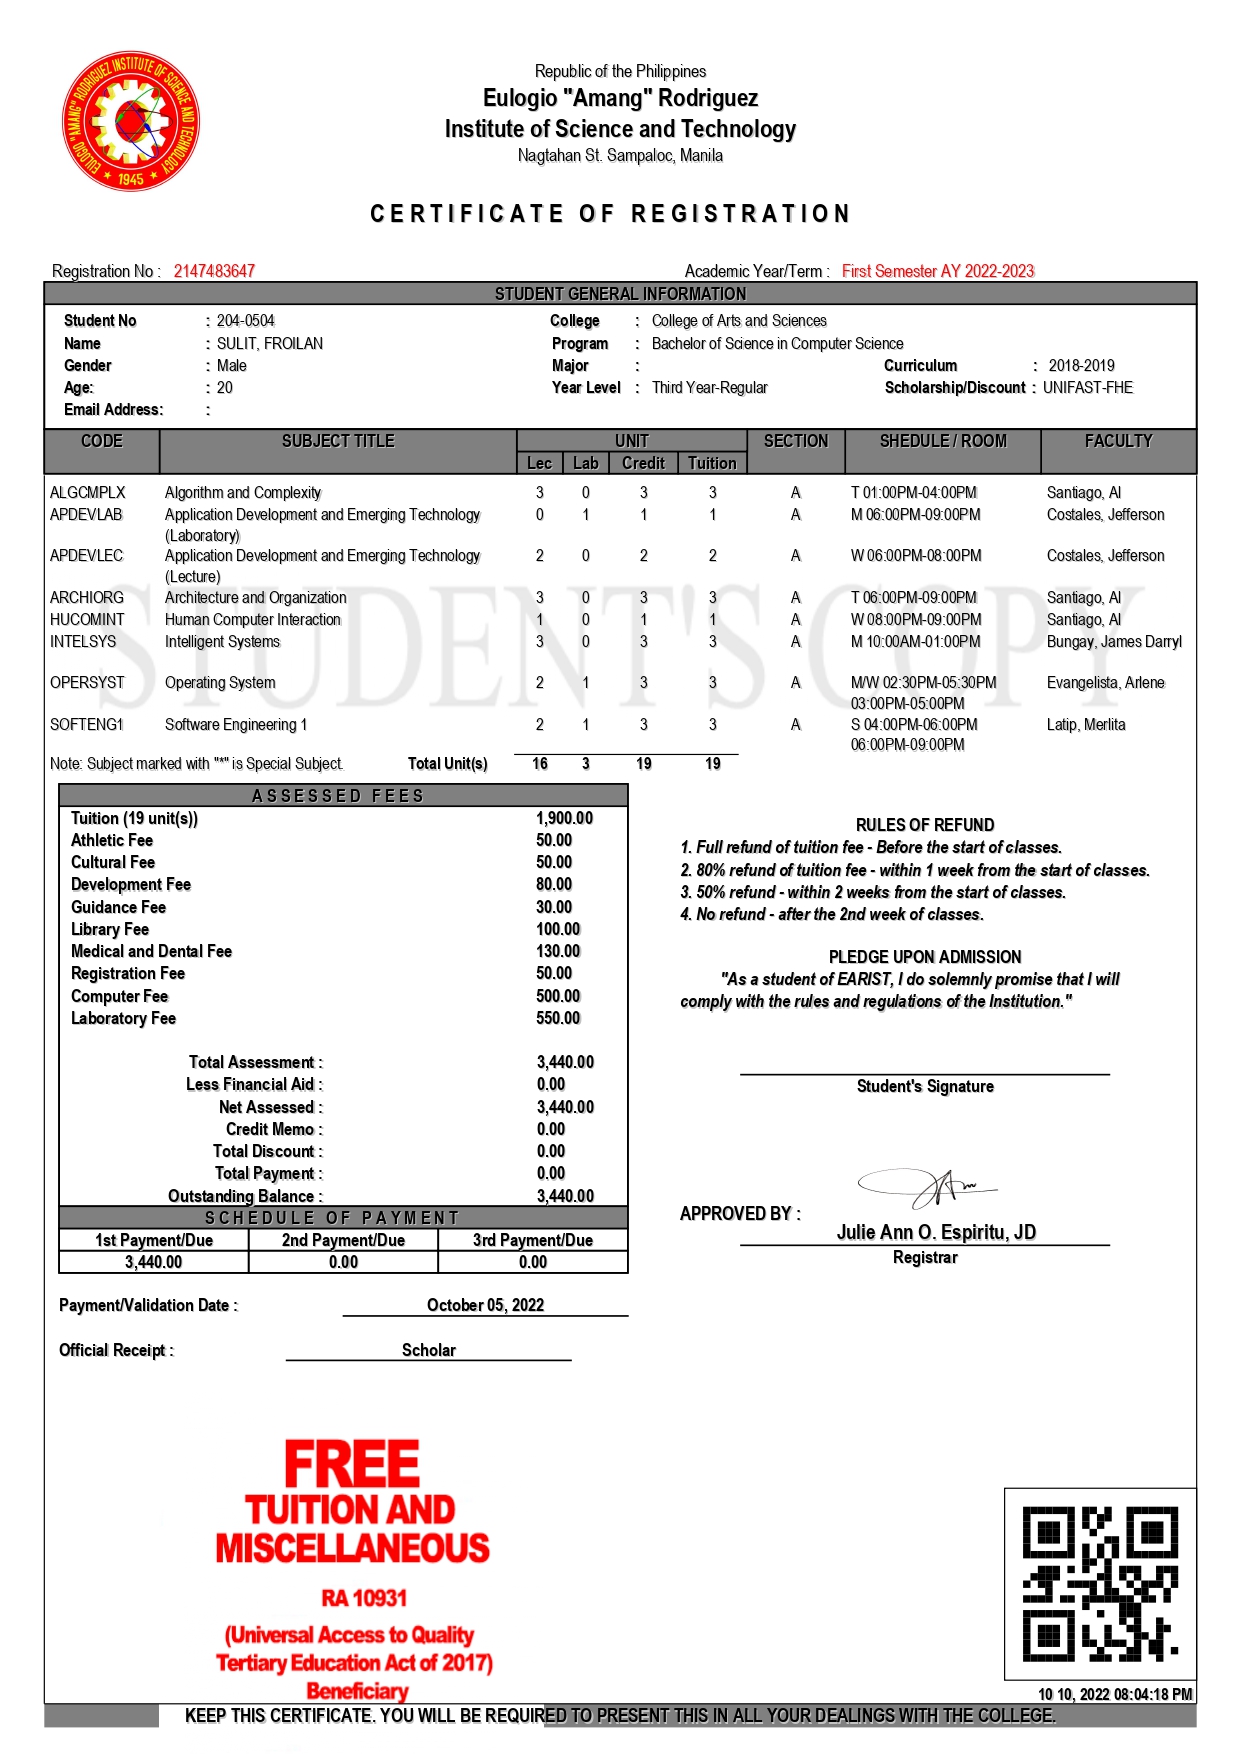 EULOGIO "AMANG" RODRIGUEZ INSTITUTE OF SCIENCE AND TECHNOLOGY
★ 1945 ★
Republic of the Philippines
Eulogio "Amang" Rodriguez
Institute of Science and Technology
Nagtahan St. Sampaloc, Manila
CERTIFICATE OF REGISTRATION
Registration No : 2147483647 Academic Year/Term : First Semester AY 2022-2023
STUDENT GENERAL INFORMATION
Student No : 204-0504 College : College of Arts and Sciences
Name : SULIT, FROILAN Program : Bachelor of Science in Computer Science
Gender : Male Major : Curriculum : 2018-2019
Age: : 20 Year Level : Third Year-Regular Scholarship/Discount : UNIFAST-FHE
Email Address: :
CODE SUBJECT TITLE UNIT SECTION SHEDULE / ROOM FACULTY
Lec Lab Credit Tuition
ALGCMPLX Algorithm and Complexity 3 0 3 3 A T 01:00PM-04:00PM Santiago, Al
APDEVLAB Application Development and Emerging Technology 0 1 1 1 A M 06:00PM-09:00PM Costales, Jefferson
(Laboratory)
APDEVLEC Application Development and Emerging Technology 2 0 2 2 A W 06:00PM-08:00PM Costales, Jefferson
(Lecture)
STUDENT'S COPY
ARCHIORG Architecture and Organization 3 0 3 3 A T 06:00PM-09:00PM Santiago, Al
HUCOMINT Human Computer Interaction 1 0 1 1 A W 08:00PM-09:00PM Santiago, Al
INTELSYS Intelligent Systems 3 0 3 3 A M 10:00AM-01:00PM Bungay, James Darryl
OPERSYST Operating System 2 1 3 3 A M/W 02:30PM-05:30PM Evangelista, Arlene
03:00PM-05:00PM
SOFTENG1 Software Engineering 1 2 1 3 3 A S 04:00PM-06:00PM Latip, Merlita
06:00PM-09:00PM
Note: Subject marked with "*" is Special Subject. Total Unit(s) 16 3 19 19
ASSESSED FEES
Tuition (19 unit(s)) 1,900.00
Athletic Fee 50.00
Cultural Fee 50.00
Development Fee 80.00
Guidance Fee 30.00
Library Fee 100.00
Medical and Dental Fee 130.00
Registration Fee 50.00
Computer Fee 500.00
Laboratory Fee 550.00
Total Assessment : 3,440.00
Less Financial Aid : 0.00
Net Assessed : 3,440.00
Credit Memo : 0.00
Total Discount : 0.00
Total Payment : 0.00
Outstanding Balance : 3,440.00
SCHEDULE OF PAYMENT
1st Payment/Due 2nd Payment/Due 3rd Payment/Due
3,440.00 0.00 0.00
Payment/Validation Date : October 05, 2022
Official Receipt : Scholar
RULES OF REFUND
1. Full refund of tuition fee - Before the start of classes.
2. 80% refund of tuition fee - within 1 week from the start of classes.
3. 50% refund - within 2 weeks from the start of classes.
4. No refund - after the 2nd week of classes.
PLEDGE UPON ADMISSION
"As a student of EARIST, I do solemnly promise that I will
comply with the rules and regulations of the Institution."
Student's Signature
APPROVED BY :
Julie Ann O. Espiritu, JD
Registrar
FREE
TUITION AND
MISCELLANEOUS
RA 10931
(Universal Access to Quality
Tertiary Education Act of 2017)
Beneficiary
10 10, 2022 08:04:18 PM
KEEP THIS CERTIFICATE. YOU WILL BE REQUIRED TO PRESENT THIS IN ALL YOUR DEALINGS WITH THE COLLEGE.